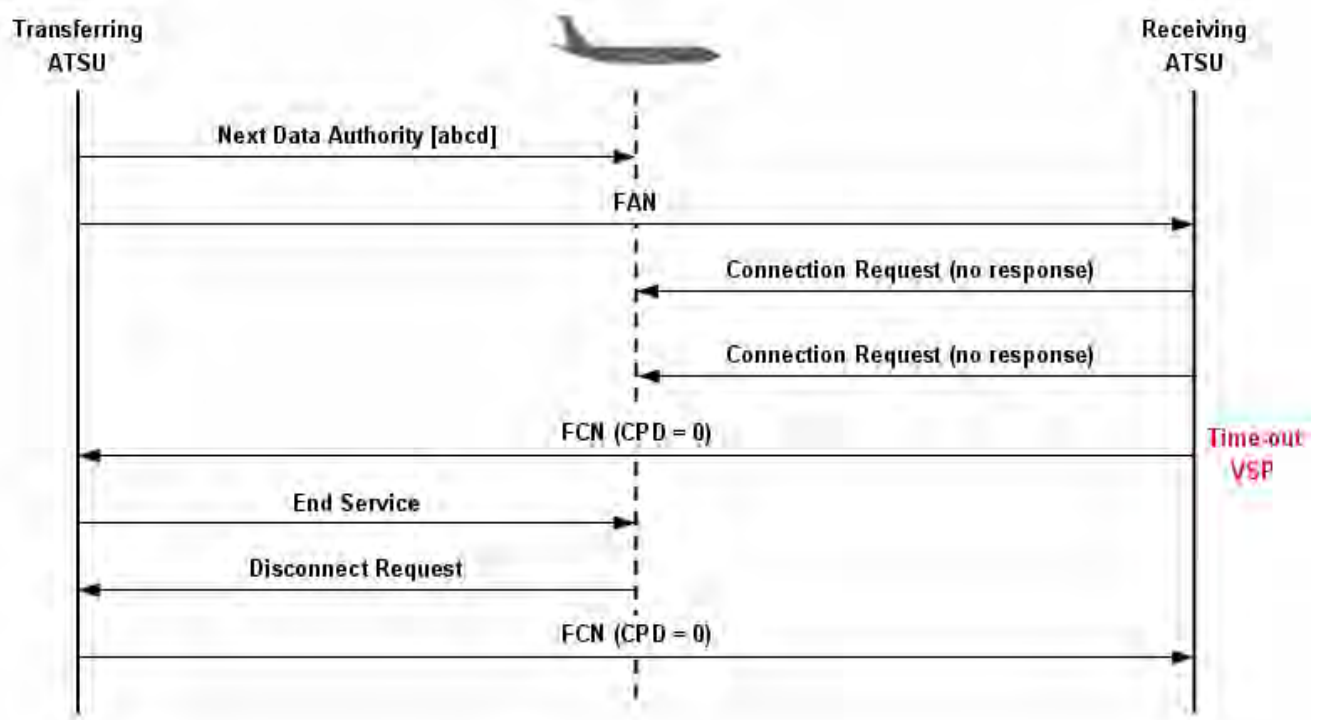 Transferring
ATSU
Receiving
ATSU
Next Data Authority [abcd]
FAN
Connection Request (no response)
Connection Request (no response)
FCN (CPD = 0)
Time-out
VSP
End Service
Disconnect Request
FCN (CPD = 0)